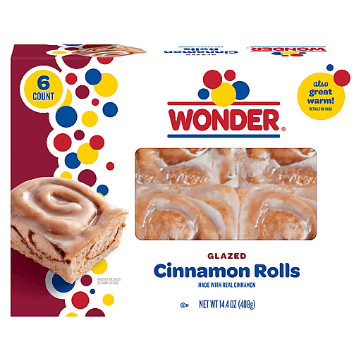 6
COUNT
WONDER®
also
great
warm!
DETAILS ON BACK
GLAZED
Cinnamon Rolls
MADE WITH REAL CINNAMON
NET WT 14.4 OZ (408g)